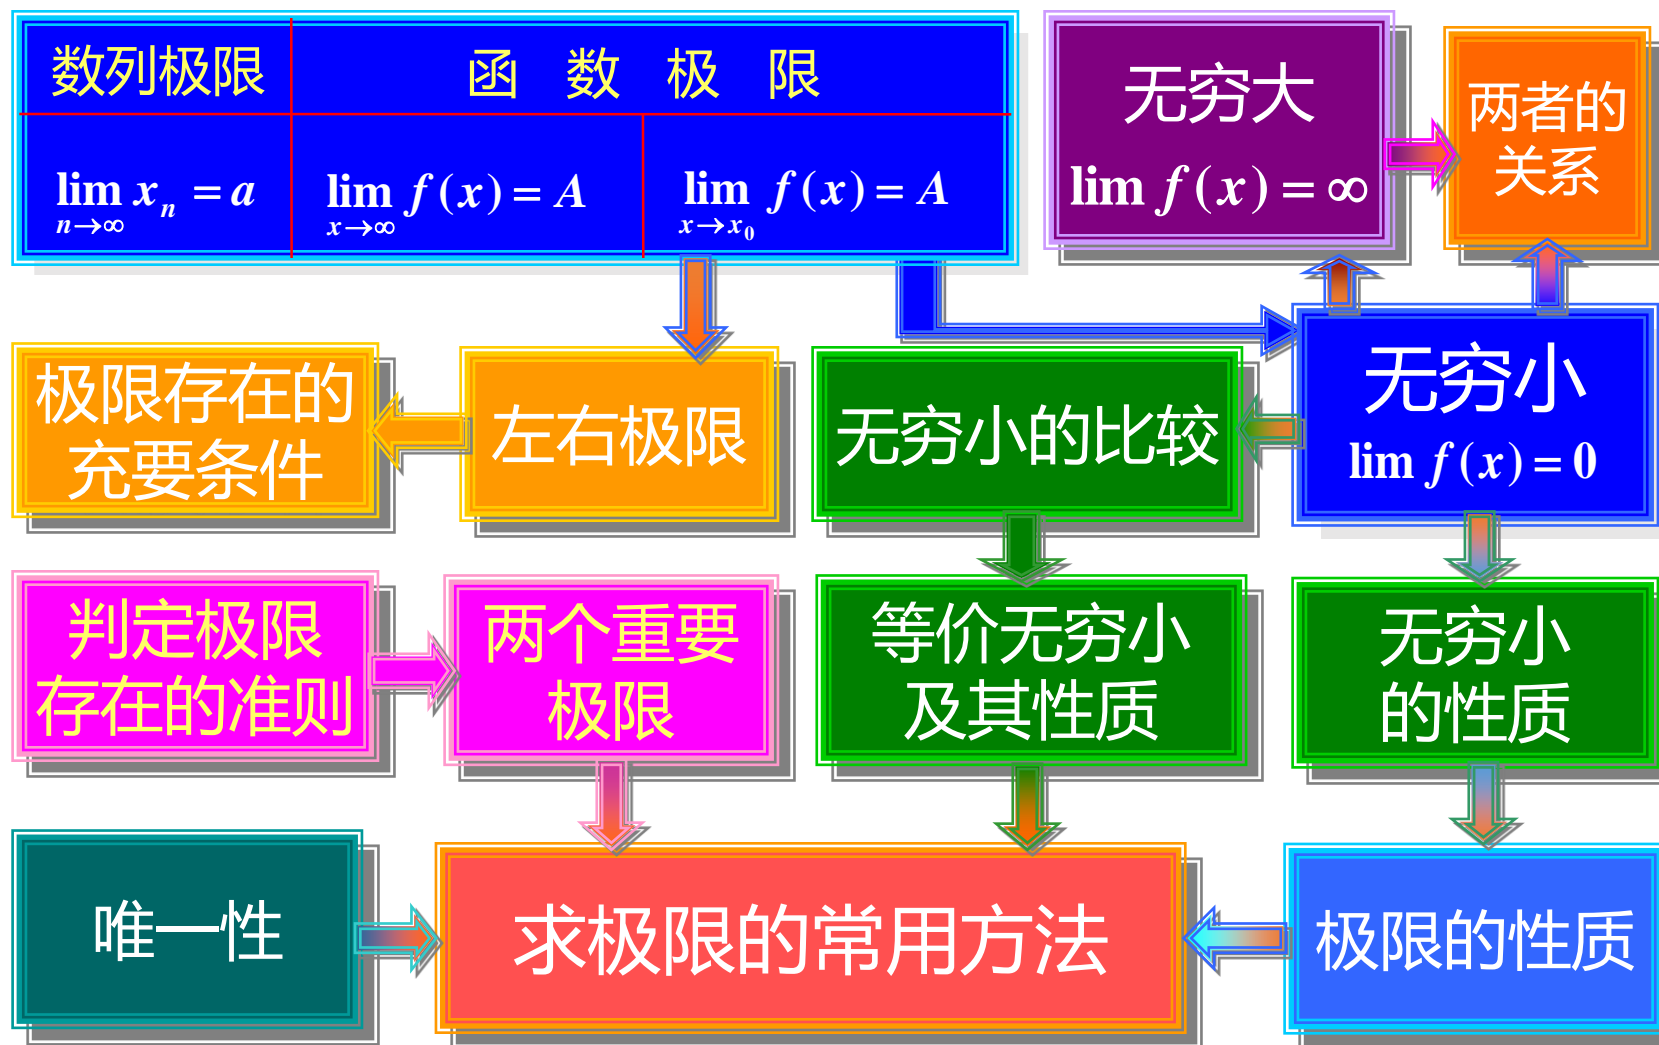 数列极限
函 数 极 限
lim x_n = a
n→∞
lim f(x) = A
x→∞
lim f(x) = A
x→x_0
无穷大
lim f(x) = ∞
两者的
关系
极限存在的
充要条件
左右极限
无穷小的比较
无穷小
lim f(x) = 0
判定极限
存在的准则
两个重要
极限
等价无穷小
及其性质
无穷小
的性质
唯一性
求极限的常用方法
极限的性质